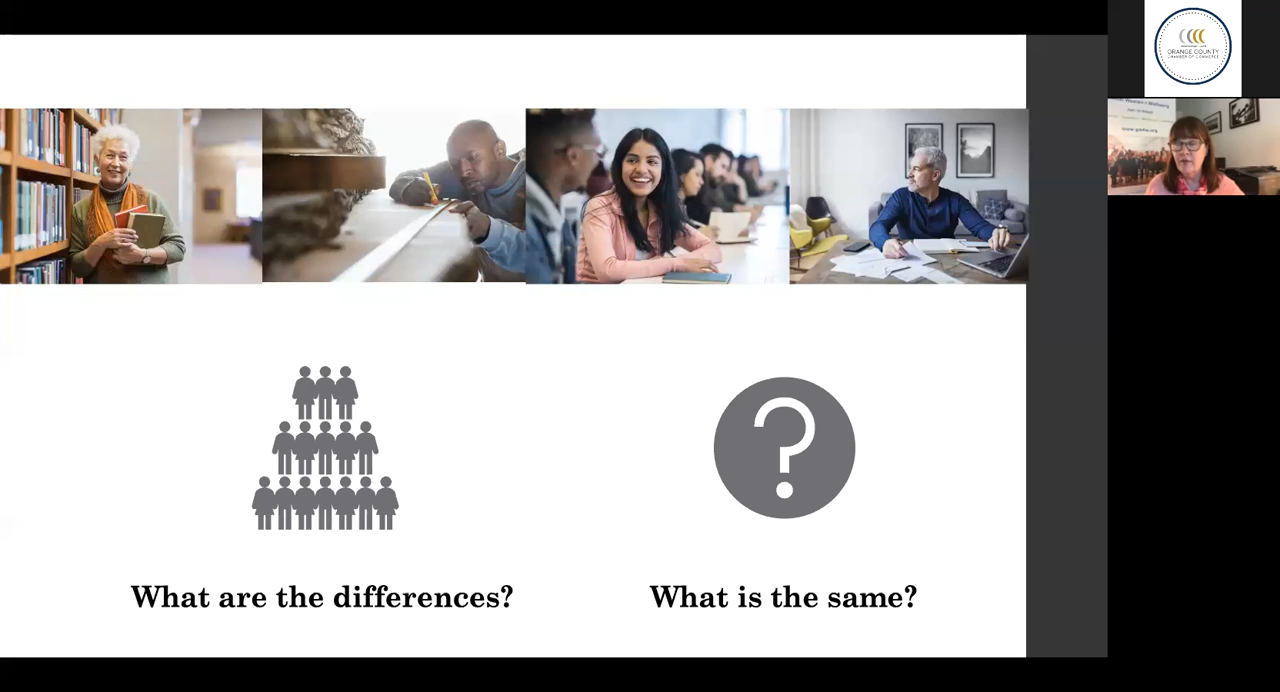 What are the differences?
What is the same?
ORANGE COUNTY
CHAMBER OF COMMERCE